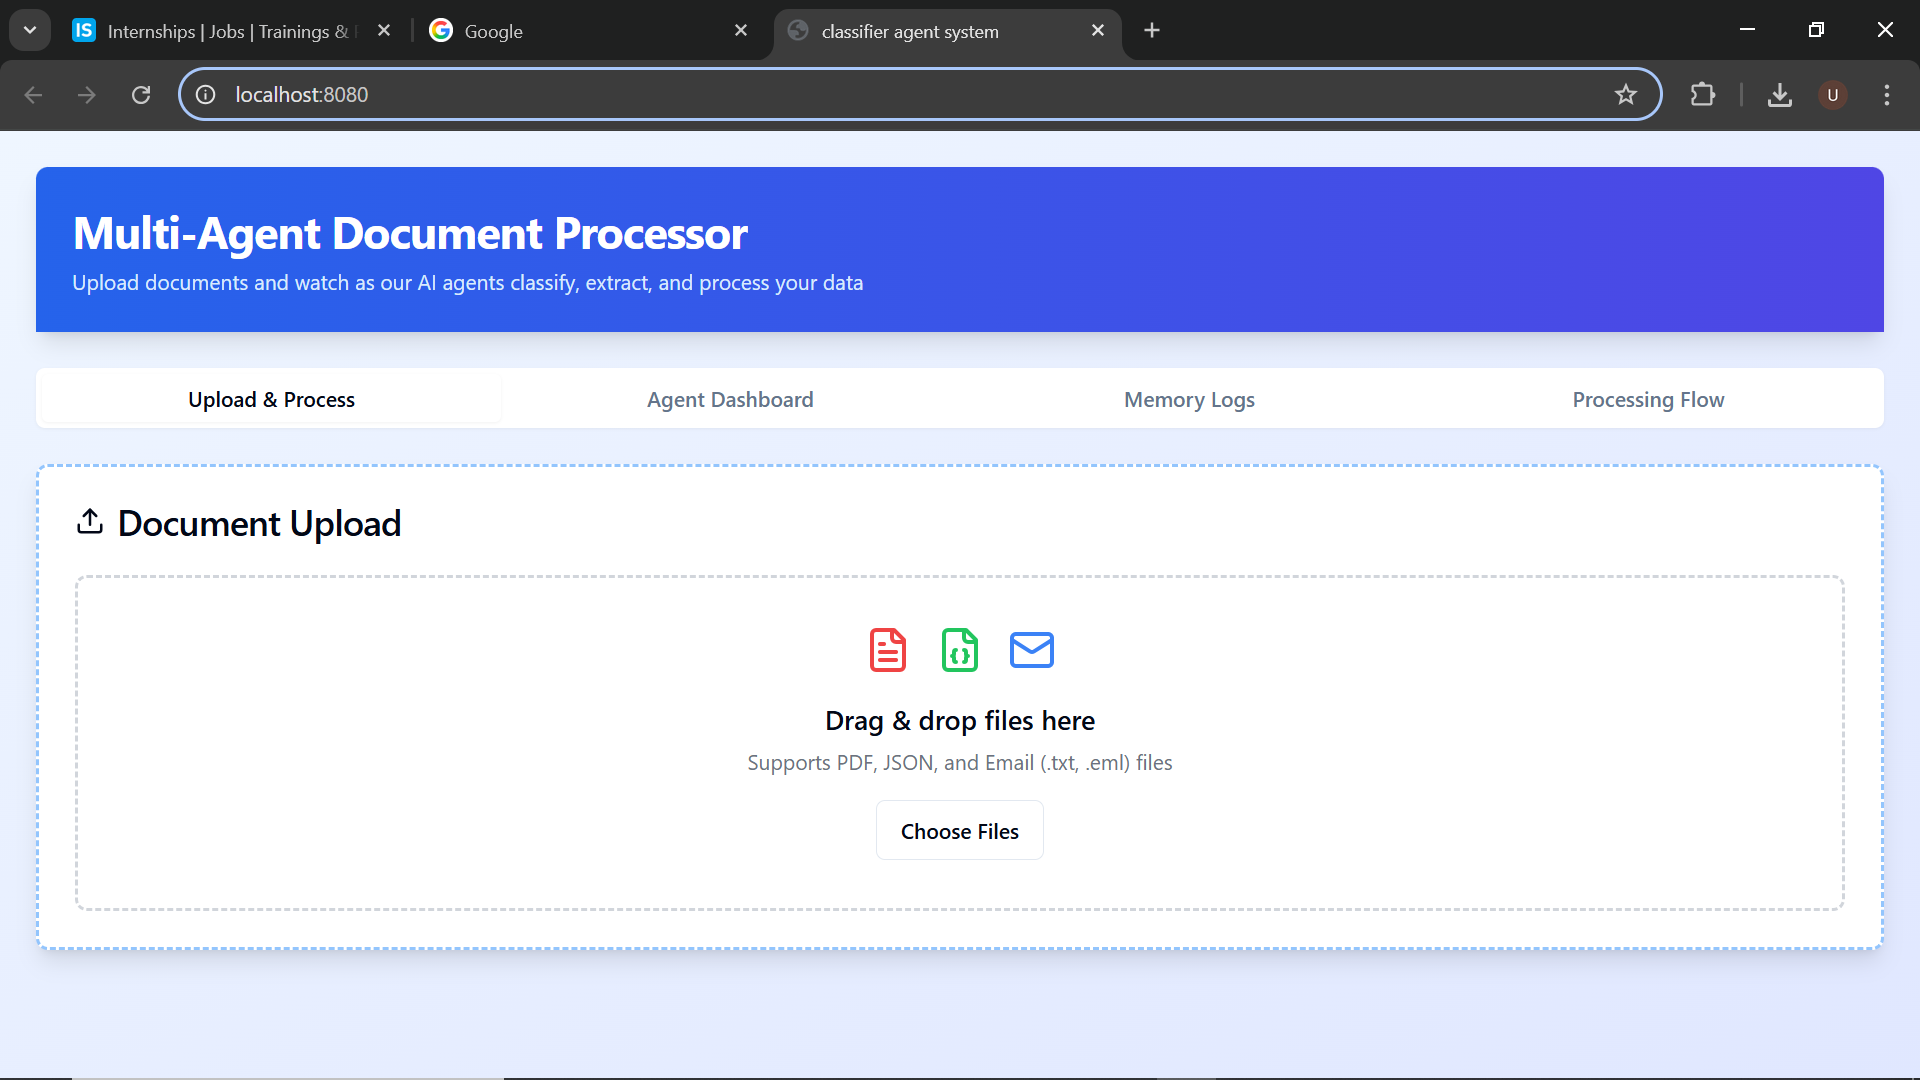 IS Internships | Jobs | Trainings &
Google
classifier agent system
localhost:8080
U
Multi-Agent Document Processor
Upload documents and watch as our AI agents classify, extract, and process your data
Upload & Process
Agent Dashboard
Memory Logs
Processing Flow
Document Upload
Drag & drop files here
Supports PDF, JSON, and Email (.txt, .eml) files
Choose Files